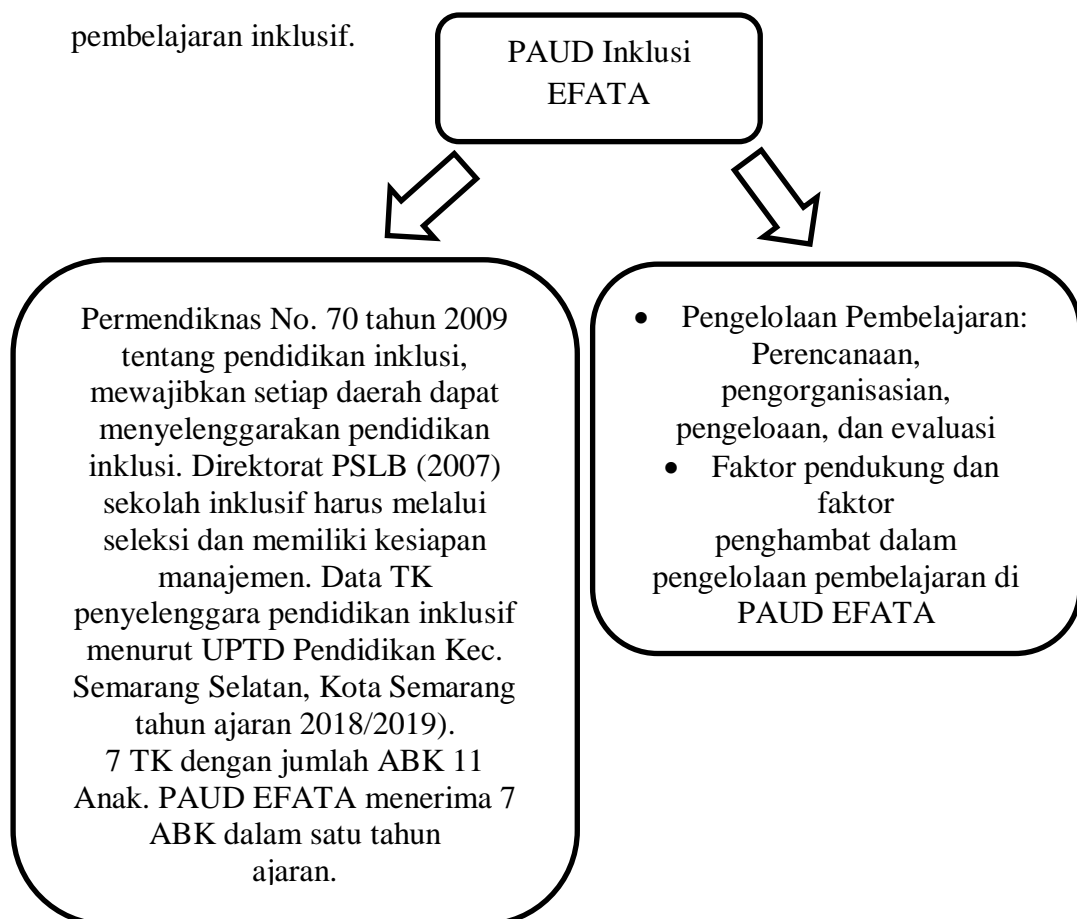 pembelajaran inklusif.
PAUD Inklusi
EFATA
Permendiknas No. 70 tahun 2009
tentang pendidikan inklusi,
mewajibkan setiap daerah dapat
menyelenggarakan pendidikan
inklusi. Direktorat PSLB (2007)
sekolah inklusif harus melalui
seleksi dan memiliki kesiapan
manajemen. Data TK
penyelenggara pendidikan inklusif
menurut UPTD Pendidikan Kec.
Semarang Selatan, Kota Semarang
tahun ajaran 2018/2019).
7 TK dengan jumlah ABK 11
Anak. PAUD EFATA menerima 7
ABK dalam satu tahun
ajaran.
• Pengelolaan Pembelajaran:
Perencanaan,
pengorganisasian,
pengeloaan, dan evaluasi
• Faktor pendukung dan
faktor
penghambat dalam
pengelolaan pembelajaran di
PAUD EFATA